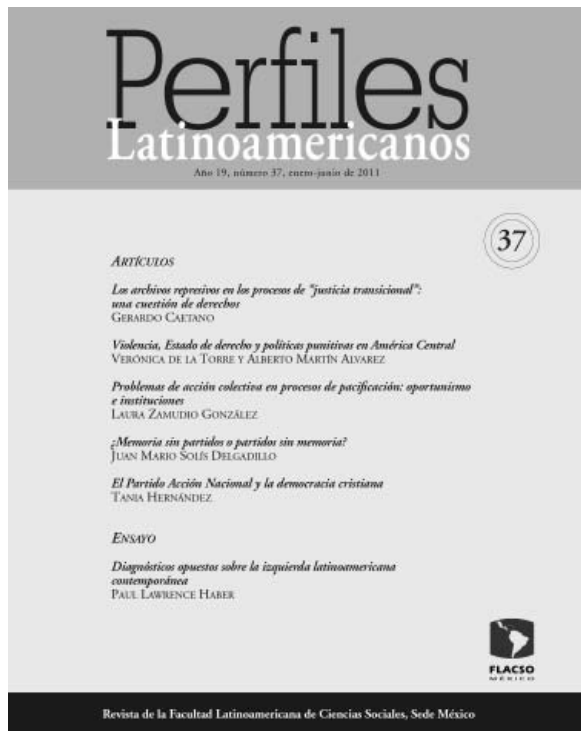 Perfiles
Latinoamericanos
Año 19, número 37, enero-junio de 2011
37
ARTÍCULOS
Los archivos represivos en los procesos de "justicia transicional":
una cuestión de derechos
GERARDO CAETANO
Violencia, Estado de derecho y políticas punitivas en América Central
VERÓNICA DE LA TORRE Y ALBERTO MARTÍN ALVAREZ
Problemas de acción colectiva en procesos de pacificación: oportunismo
e instituciones
LAURA ZAMUDIO GONZÁLEZ
¿Memoria sin partidos o partidos sin memoria?
JUAN MARIO SOLÍS DELGADILLO
El Partido Acción Nacional y la democracia cristiana
TANIA HERNÁNDEZ
ENSAYO
Diagnósticos opuestos sobre la izquierda latinoamericana
contemporánea
PAUL LAWRENCE HABER
FLACSO
MÉXICO
Revista de la Facultad Latinoamericana de Ciencias Sociales, Sede México